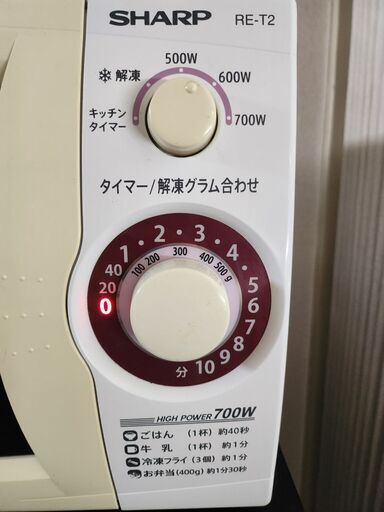 SHARP RE-T2
500W
❄解凍 600W
キッチンタイマー 700W
タイマー/解凍グラム合わせ
0 20 40 1・2・3・4・5 6 7 8 9 10 分
100 200 300 400 500g
HIGH POWER 700W
ごはん (1杯) 約40秒
牛乳 (1杯) 約1分
冷凍フライ (3個) 約1分
お弁当 (400g) 約1分30秒